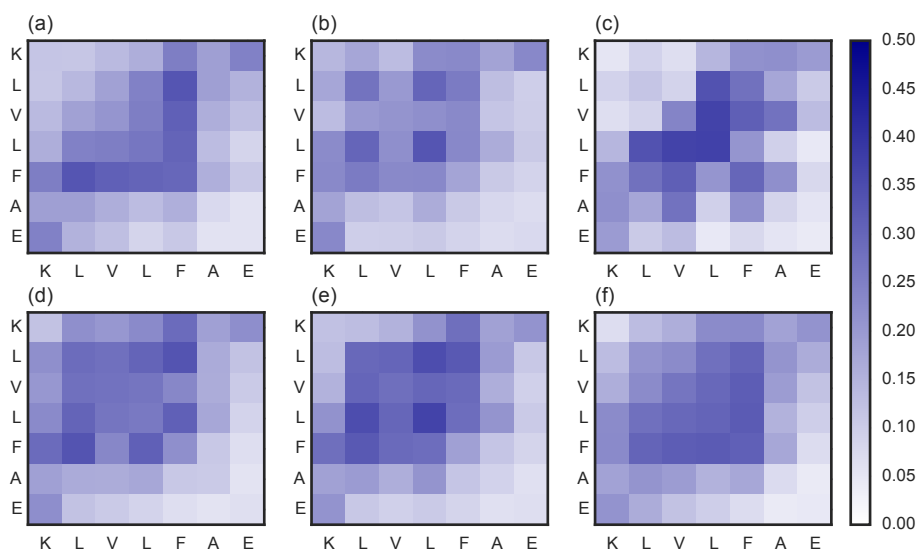 (a) (b) (c)
K 0.50
L 0.45
V 0.40
L 0.35
F 0.30
A
E
K L V L F A E K L V L F A E K L V L F A E
(d) (e) (f) 0.25
K 0.20
L
V 0.15
L 0.10
F 0.05
A
E 0.00
K L V L F A E K L V L F A E K L V L F A E